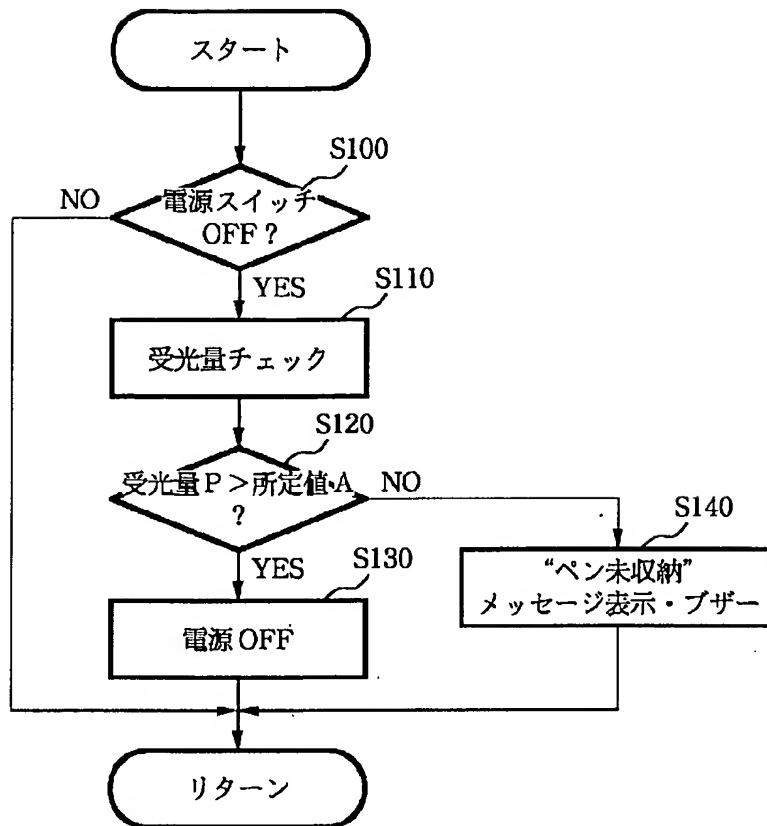 スタート
S100
電源スイッチ
OFF？
NO
YES
S110
受光量チェック
S120
受光量P＞所定値A
？
NO
YES
S130
電源OFF
S140
“ペン未収納”
メッセージ表示・ブザー
リターン